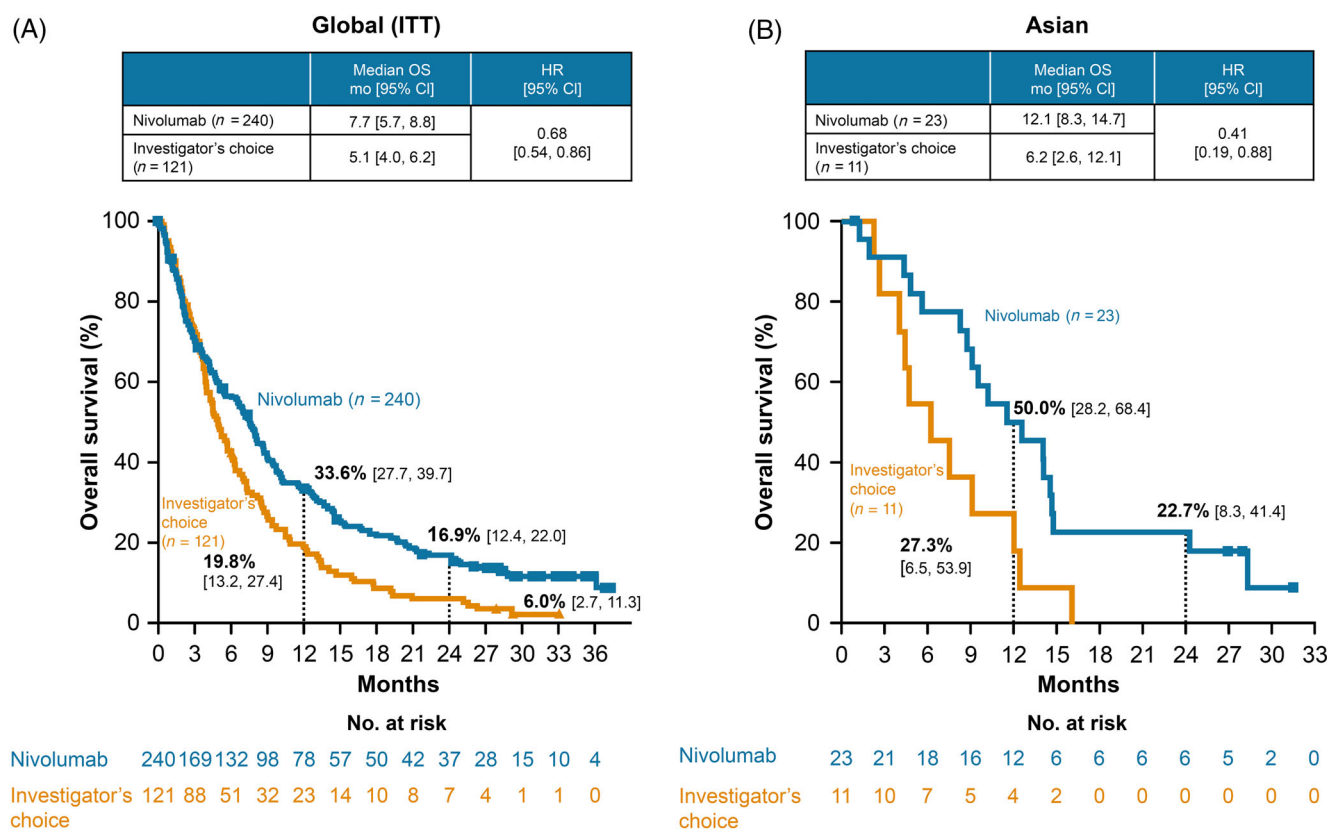 (A)
Global (ITT)
Median OS
mo [95% CI]
HR
[95% CI]
Nivolumab (n = 240)
7.7 [5.7, 8.8]
0.68
[0.54, 0.86]
Investigator's choice
(n = 121)
5.1 [4.0, 6.2]
Overall survival (%)
100
80
60
40
20
0
Nivolumab (n = 240)
Investigator's
choice
(n = 121)
33.6% [27.7, 39.7]
19.8%
[13.2, 27.4]
16.9% [12.4, 22.0]
6.0% [2.7, 11.3]
0 3 6 9 12 15 18 21 24 27 30 33 36
Months
No. at risk
Nivolumab 240 169 132 98 78 57 50 42 37 28 15 10 4
Investigator's 121 88 51 32 23 14 10 8 7 4 1 1 0
choice
(B)
Asian
Median OS
mo [95% CI]
HR
[95% CI]
Nivolumab (n = 23)
12.1 [8.3, 14.7]
0.41
[0.19, 0.88]
Investigator's choice
(n = 11)
6.2 [2.6, 12.1]
Overall survival (%)
100
80
60
40
20
0
Nivolumab (n = 23)
50.0% [28.2, 68.4]
Investigator's
choice
(n = 11)
27.3%
[6.5, 53.9]
22.7% [8.3, 41.4]
0 3 6 9 12 15 18 21 24 27 30 33
Months
No. at risk
Nivolumab 23 21 18 16 12 6 6 6 6 5 2 0
Investigator's 11 10 7 5 4 2 0 0 0 0 0 0
choice